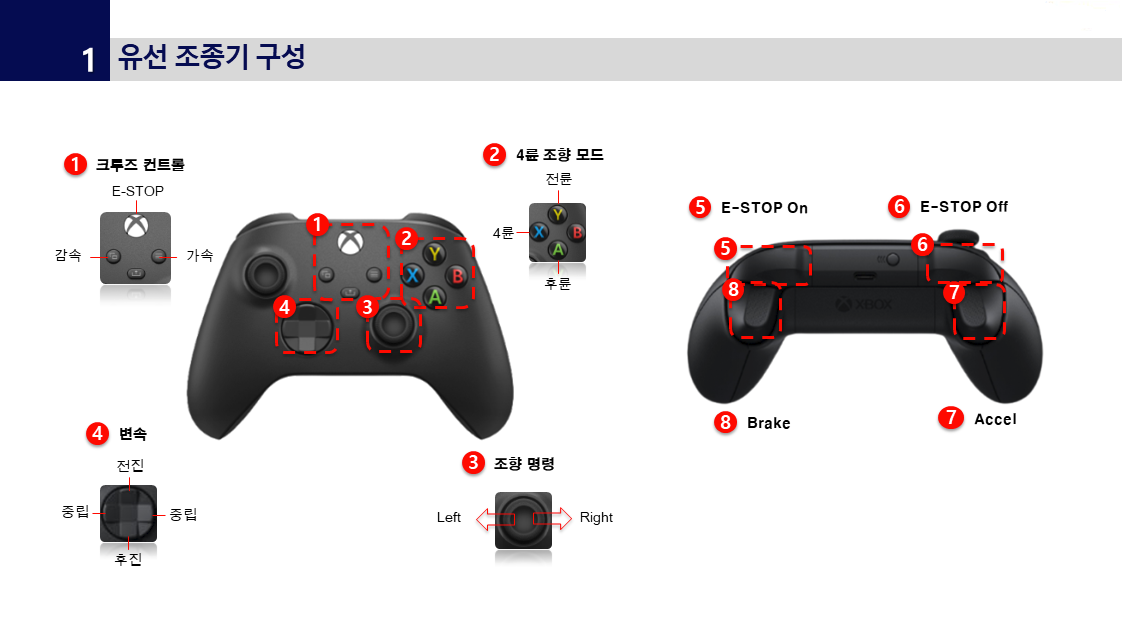 1 유선 조종기 구성
1 크루즈 컨트롤
E-STOP
감속
가속
2 4륜 조향 모드
전륜
Y
4륜
X
B
A
후륜
1
2
Y
X
B
A
4
3
4 변속
전진
중립
중립
후진
3 조향 명령
Left
Right
5 E-STOP On
6 E-STOP Off
5
6
8
7
XBOX
8 Brake
7 Accel